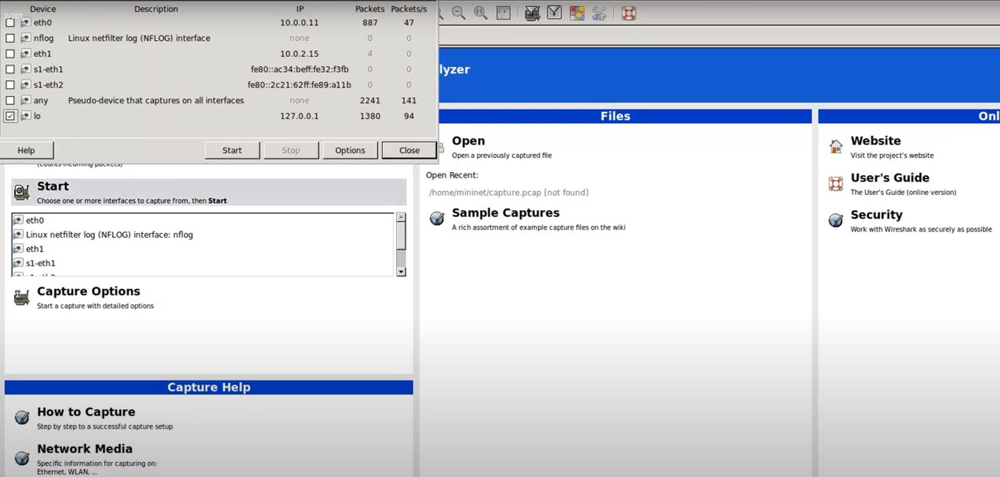 Device Description IP Packets Packets/s
2/201
eth0 10.0.0.11 887 47
nflog Linux netfilter log (NFLOG) interface none 0 0
eth1 10.0.2.15 4 0
s1-eth1 fe80::ac34:beff:fe32:f3fb 0 0
s1-eth2 fe80::2c21:62ff:fe89:a11b 0 0
any Pseudo-device that captures on all interfaces none 2241 141
lo 127.0.0.1 1380 94
Help Start Stop Options Close
lyzer
(counts incoming packets)
Start
Choose one or more interfaces to capture from, then Start
eth0
Linux netfilter log (NFLOG) interface: nflog
eth1
s1-eth1
Capture Options
Start a capture with detailed options
Capture Help
How to Capture
Step by step to a successful capture setup
Network Media
Specific information for capturing on:
Ethernet, WLAN, ...
Files
Open
Open a previously captured file
Open Recent:
/home/mininet/capture.pcap [not found]
Sample Captures
A rich assortment of example capture files on the wiki
Onl
Website
Visit the project's website
User's Guide
The User's Guide (online version)
Security
Work with Wireshark as securely as possible